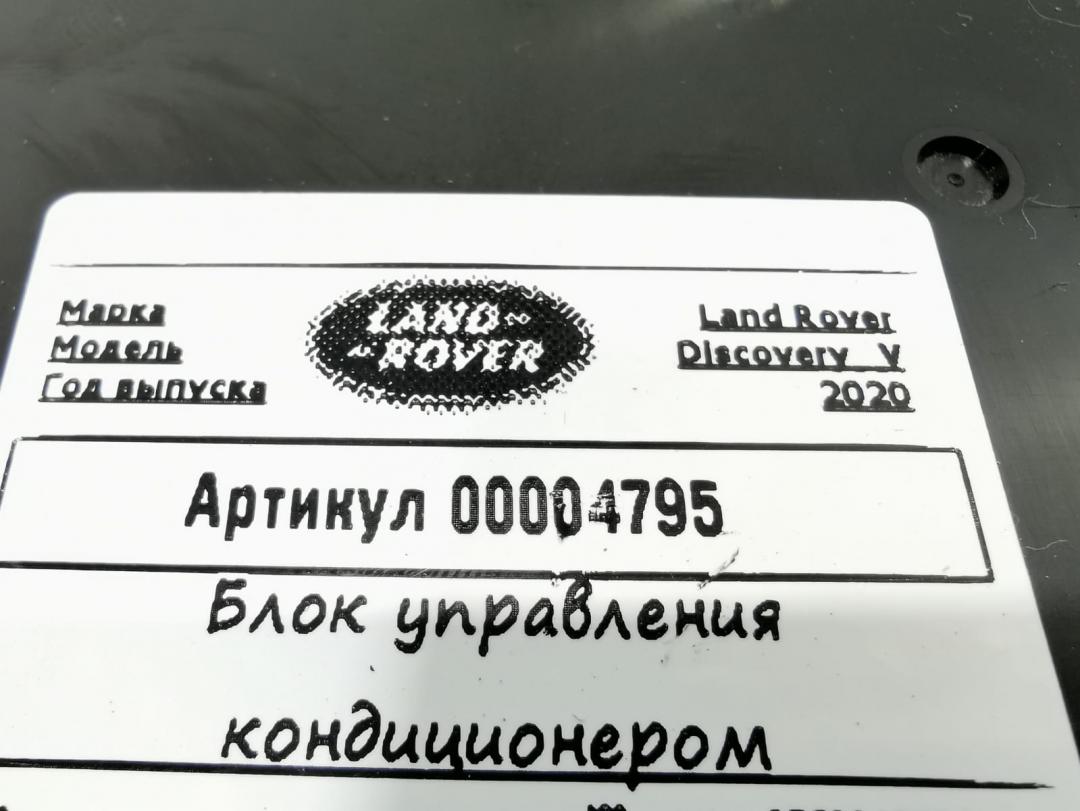 Марка
LAND
ROVER
Land Rover
Модель
Discovery V
Год выпуска
2020
Артикул 00004795
Блок управления
кондиционером